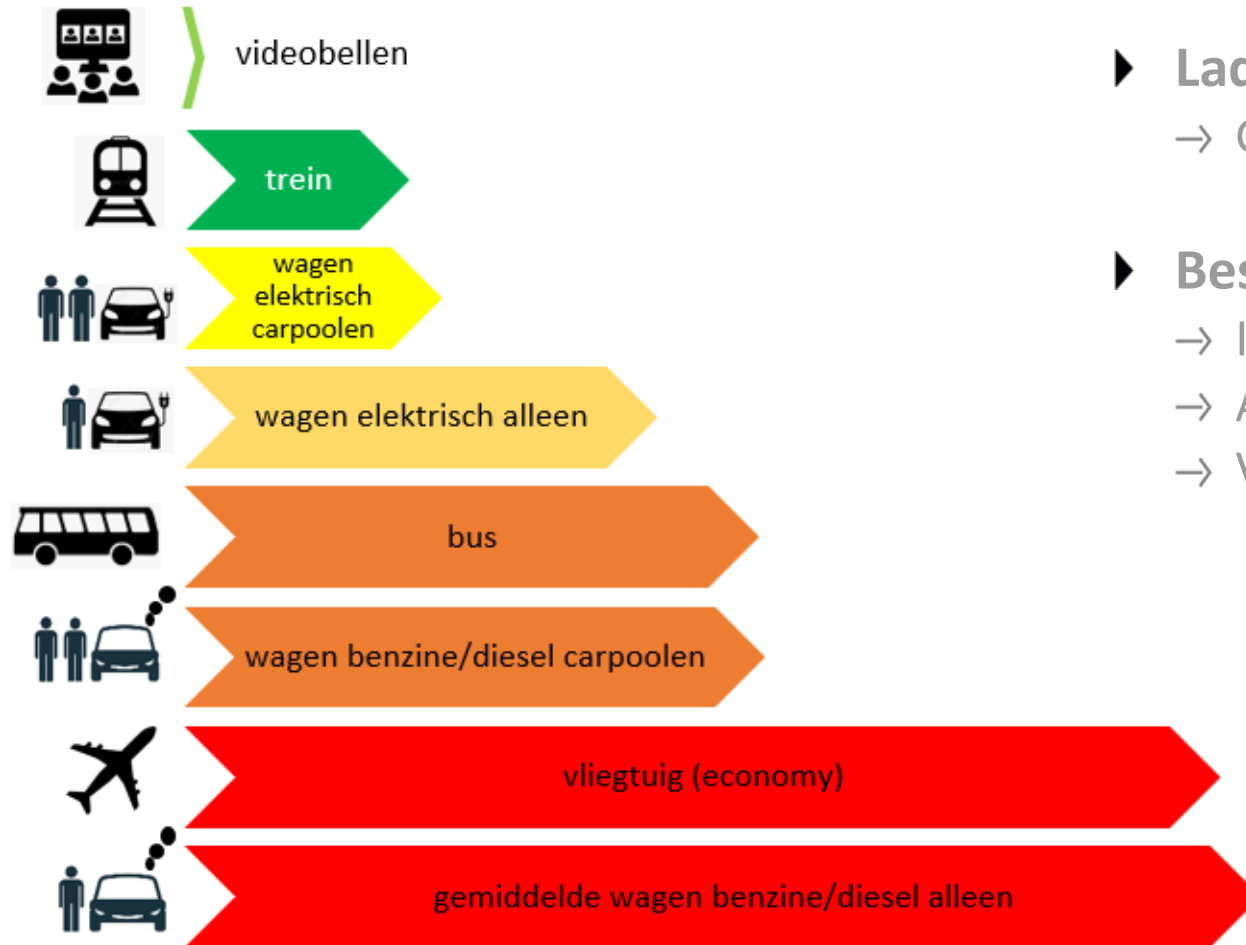 videobellen
trein
wagen
elektrisch
carpoolen
wagen elektrisch alleen
bus
wagen benzine/diesel carpoolen
vliegtuig (economy)
gemiddelde wagen benzine/diesel alleen